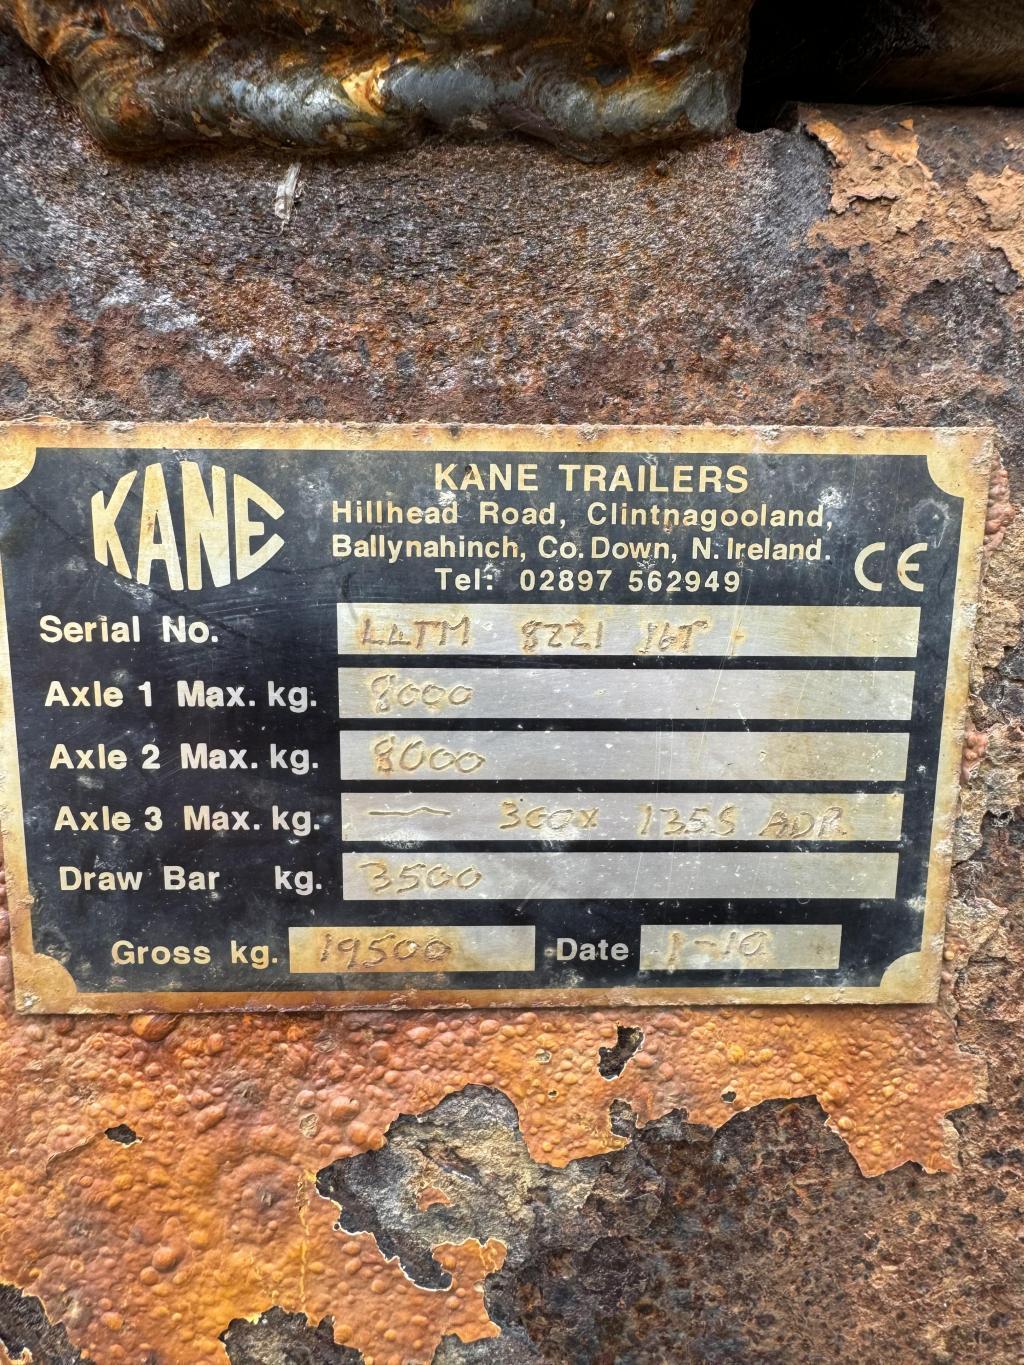 KANE
KANE TRAILERS
Hillhead Road, Clintnagooland,
Ballynahinch, Co. Down, N. Ireland.
Tel: 02897 562949
CE
Serial No. LLTM 8221 16T
Axle 1 Max. kg. 8000
Axle 2 Max. kg. 8000
Axle 3 Max. kg. — 300x 135S ADR
Draw Bar kg. 3500
Gross kg. 19500 Date 1-10